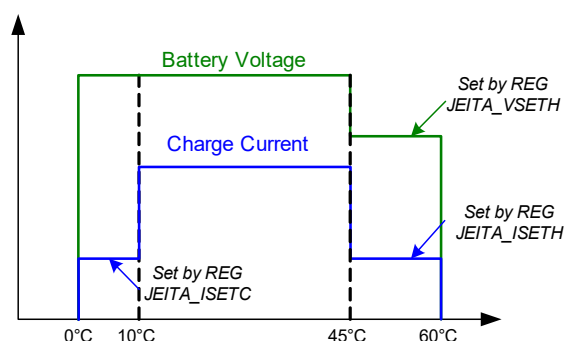 Battery Voltage
Set by REG
JEITA_VSETH
Charge Current
Set by REG
JEITA_ISETH
Set by REG
JEITA_ISETC
0°C 10°C 45°C 60°C